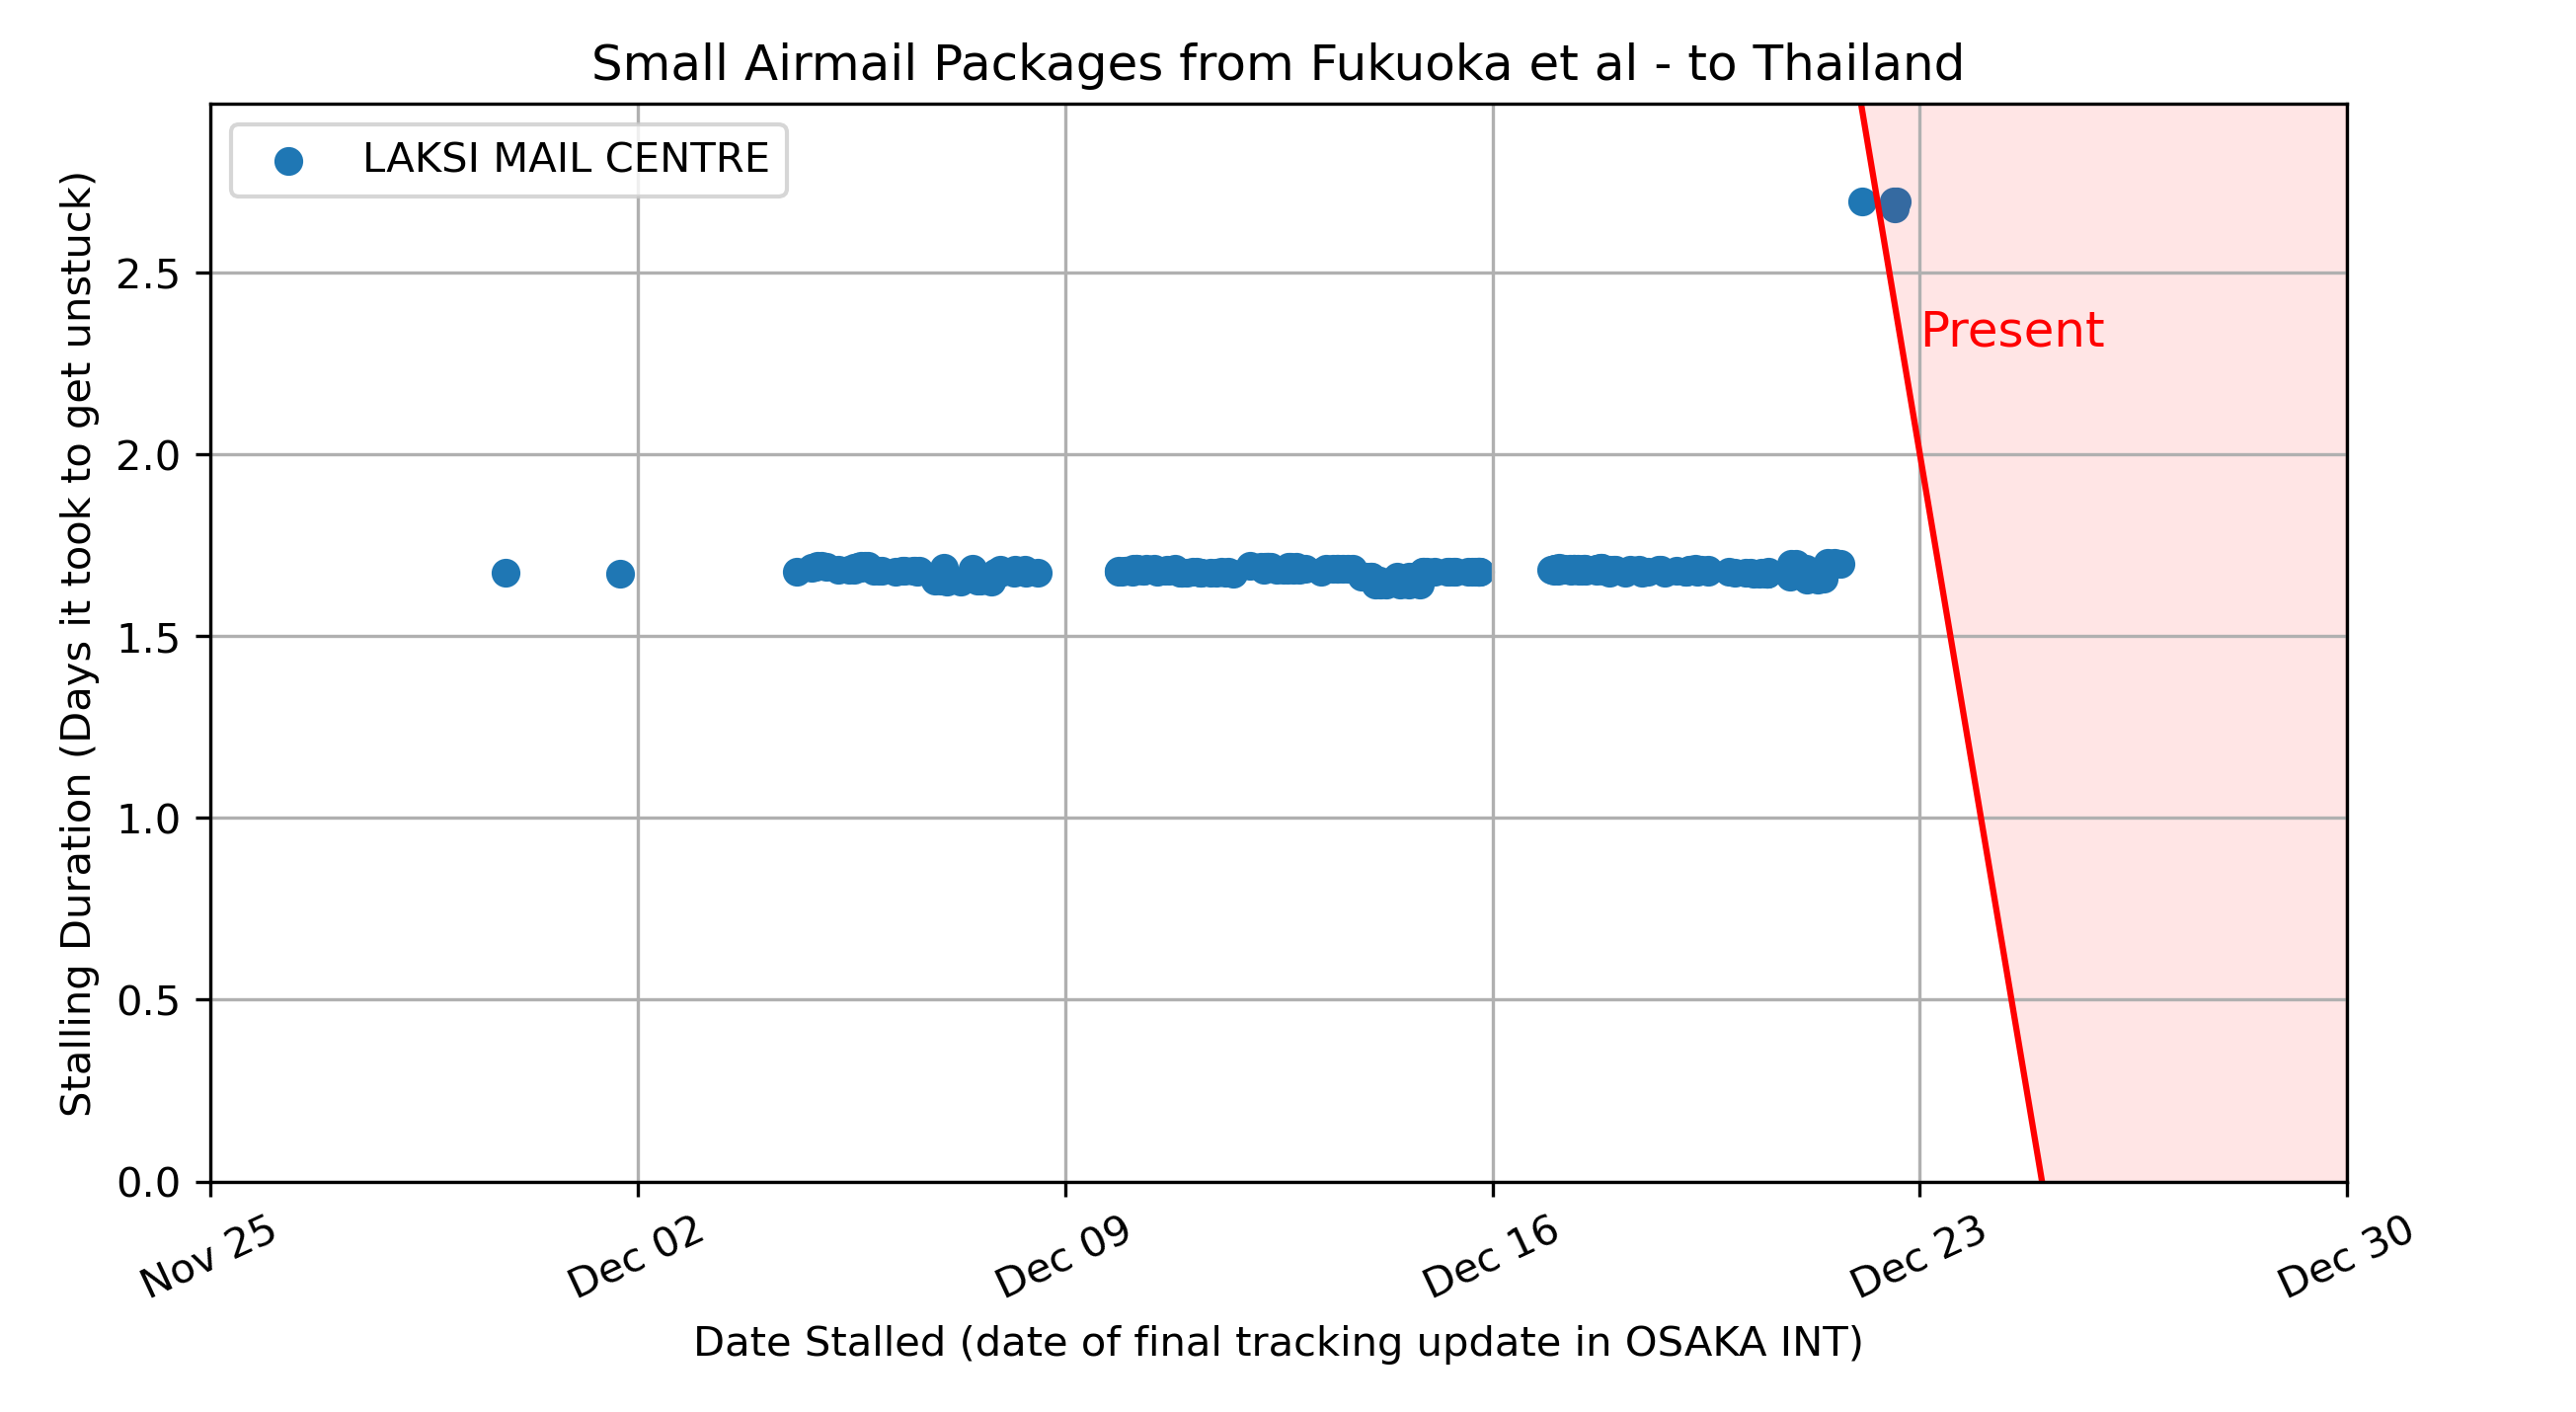 Small Airmail Packages from Fukuoka et al - to Thailand
LAKSI MAIL CENTRE
Present
Stalling Duration (Days it took to get unstuck)
2.5
2.0
1.5
1.0
0.5
0.0
Nov 25
Dec 02
Dec 09
Dec 16
Dec 23
Dec 30
Date Stalled (date of final tracking update in OSAKA INT)